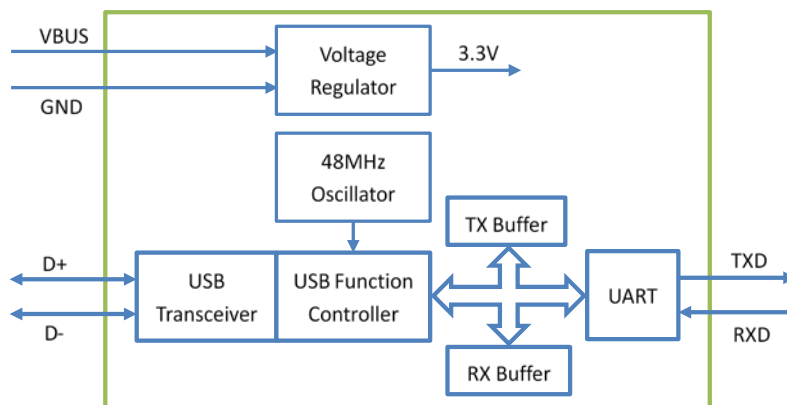 VBUS
GND
Voltage
Regulator
3.3V
48MHz
Oscillator
TX Buffer
D+
D-
USB
Transceiver
USB Function
Controller
UART
TXD
RXD
RX Buffer